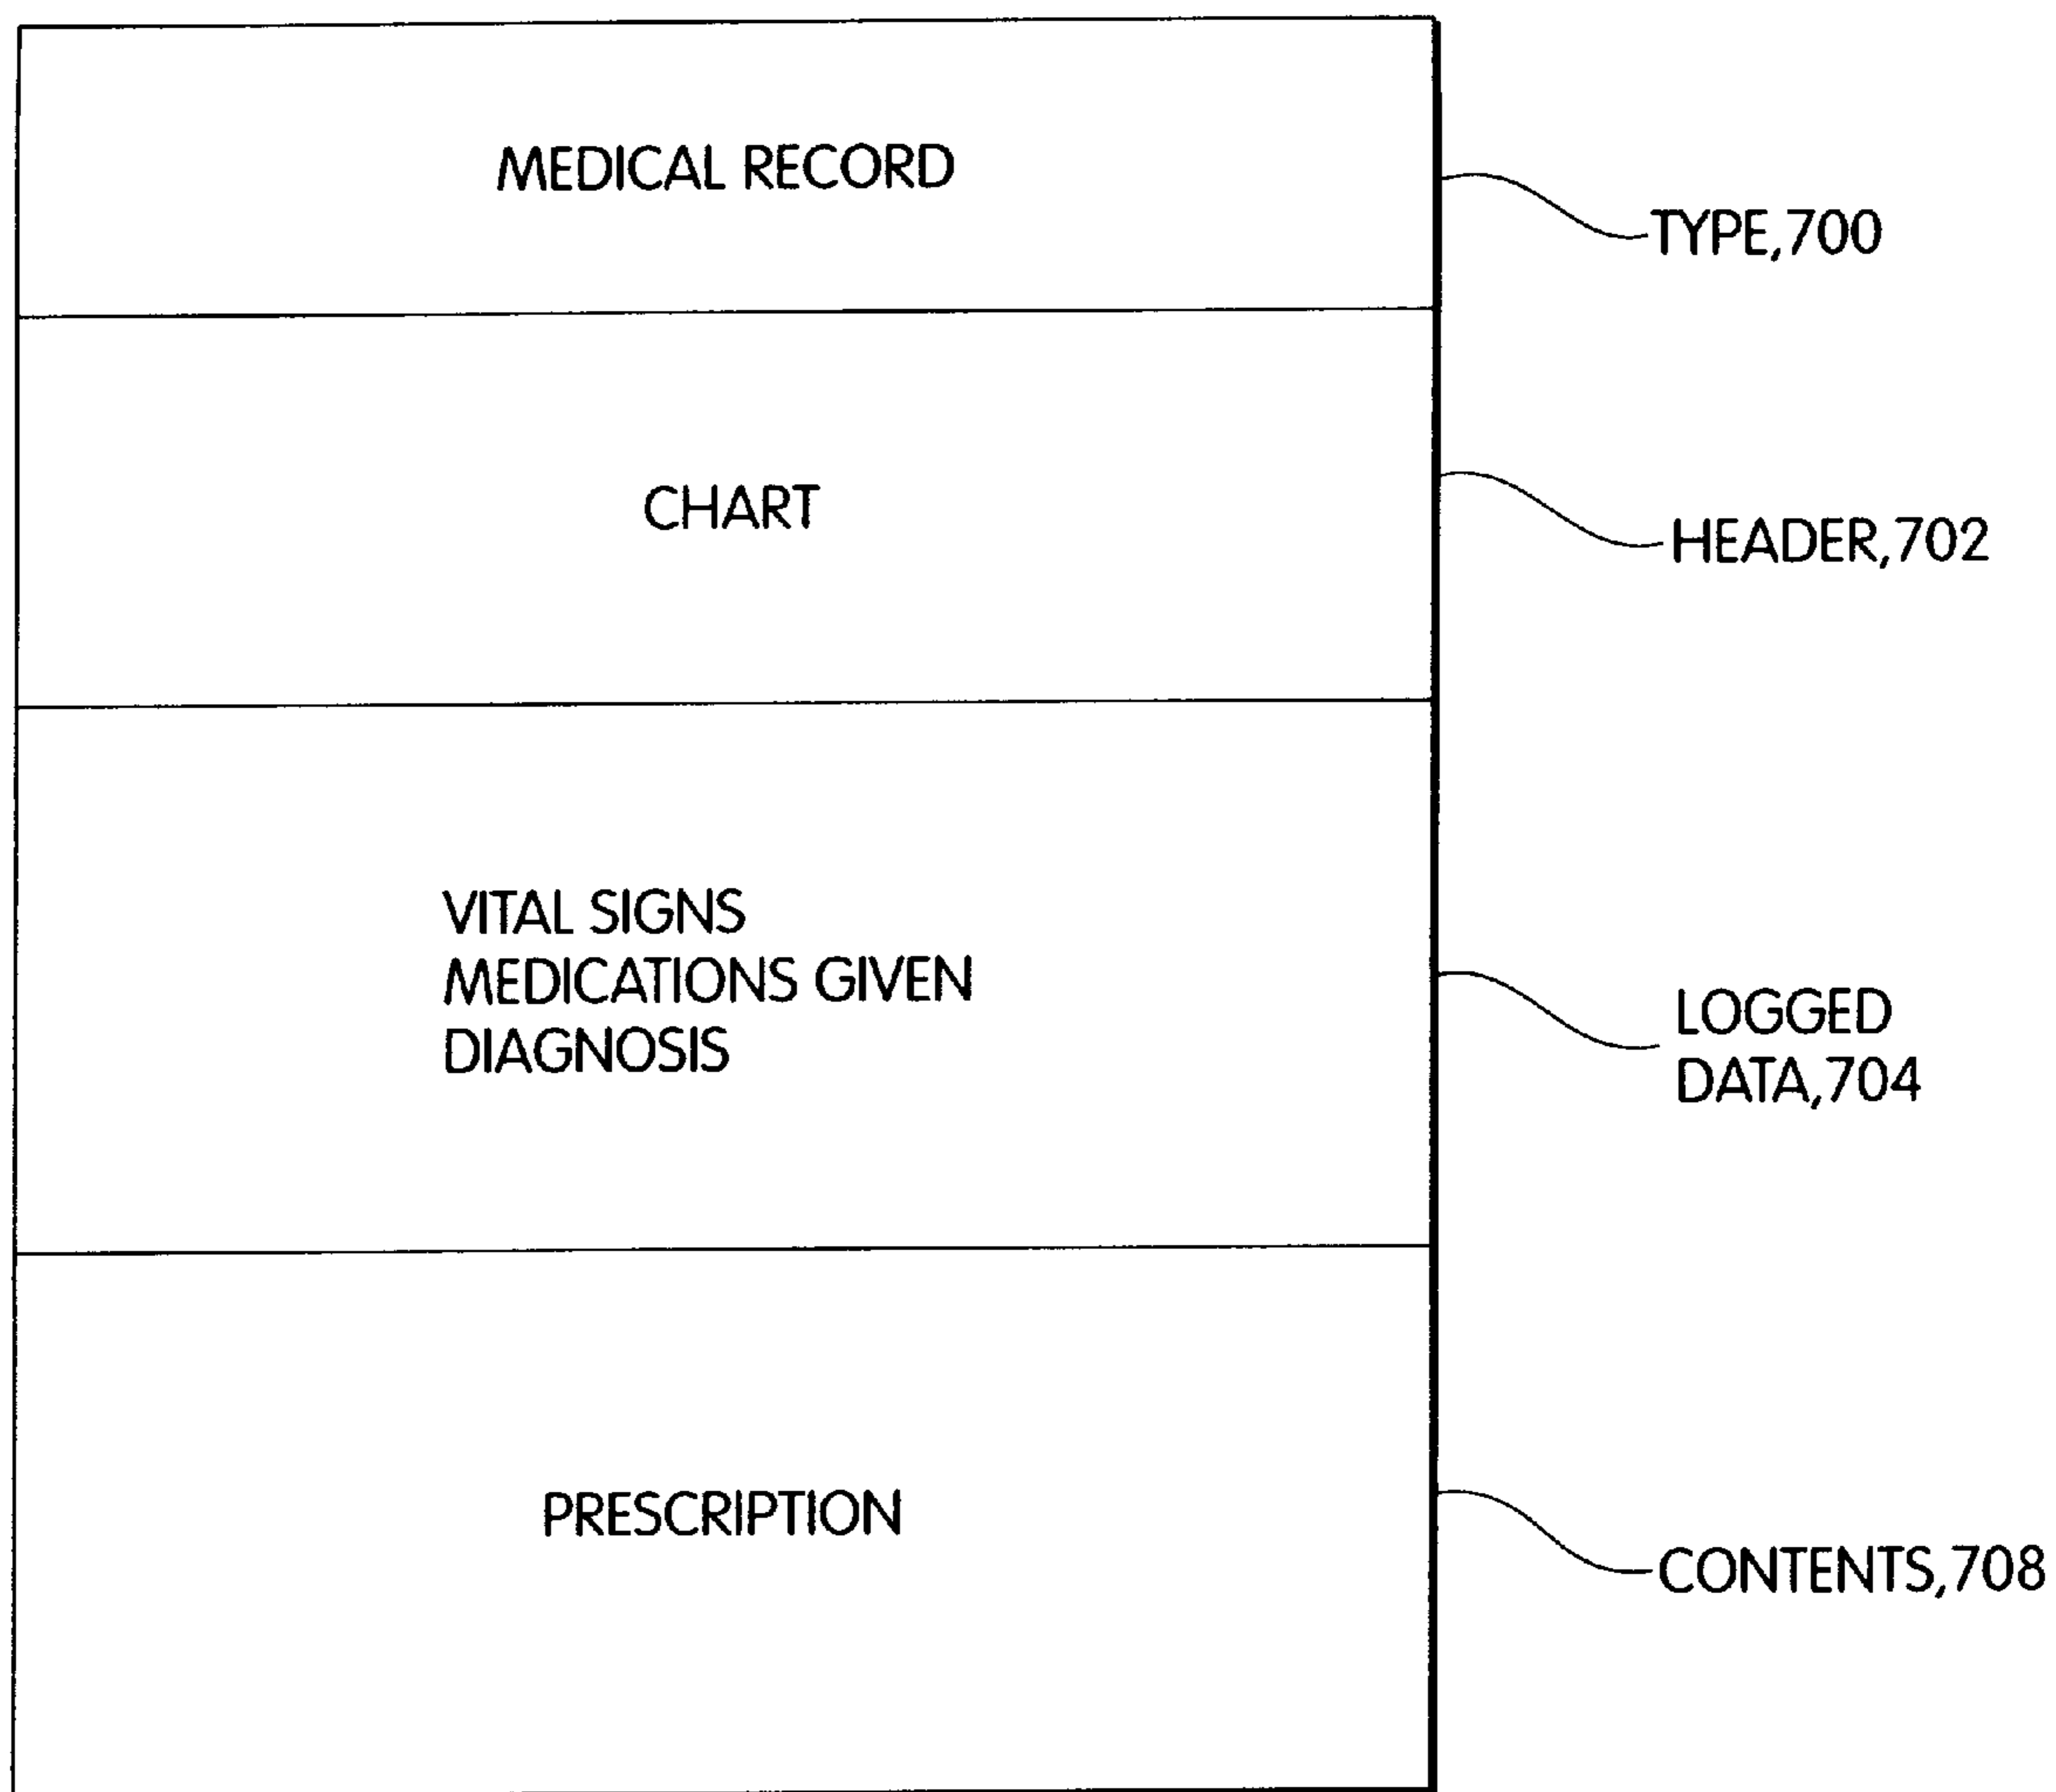 MEDICAL RECORD
TYPE,700
CHART
HEADER,702
VITAL SIGNS
MEDICATIONS GIVEN
DIAGNOSIS
LOGGED
DATA,704
PRESCRIPTION
CONTENTS,708